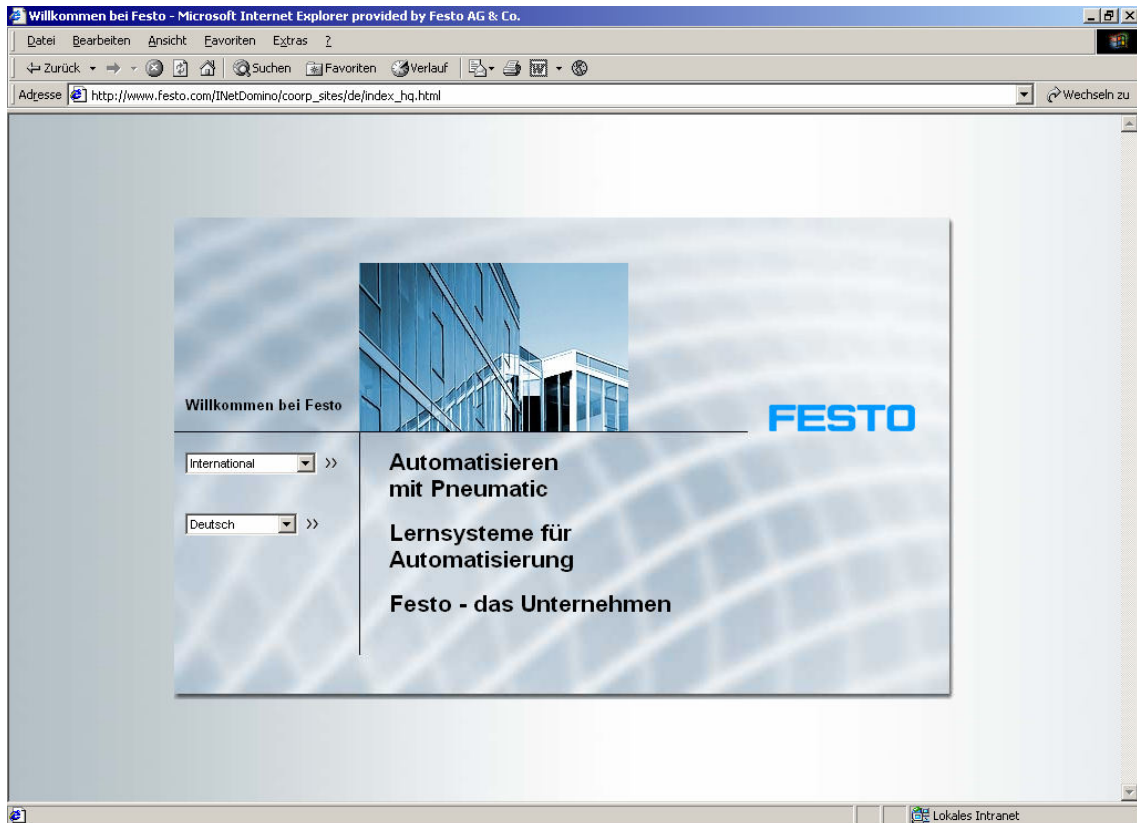 Willkommen bei Festo - Microsoft Internet Explorer provided by Festo AG & Co.
Datei Bearbeiten Ansicht Favoriten Extras ?
Zurück Suchen Favoriten Verlauf
Adresse http://www.festo.com/INetDomino/coorp_sites/de/index_hq.html Wechseln zu
Willkommen bei Festo
FESTO
International >>
Deutsch >>
Automatisieren
mit Pneumatic
Lernsysteme für
Automatisierung
Festo - das Unternehmen
Lokales Intranet